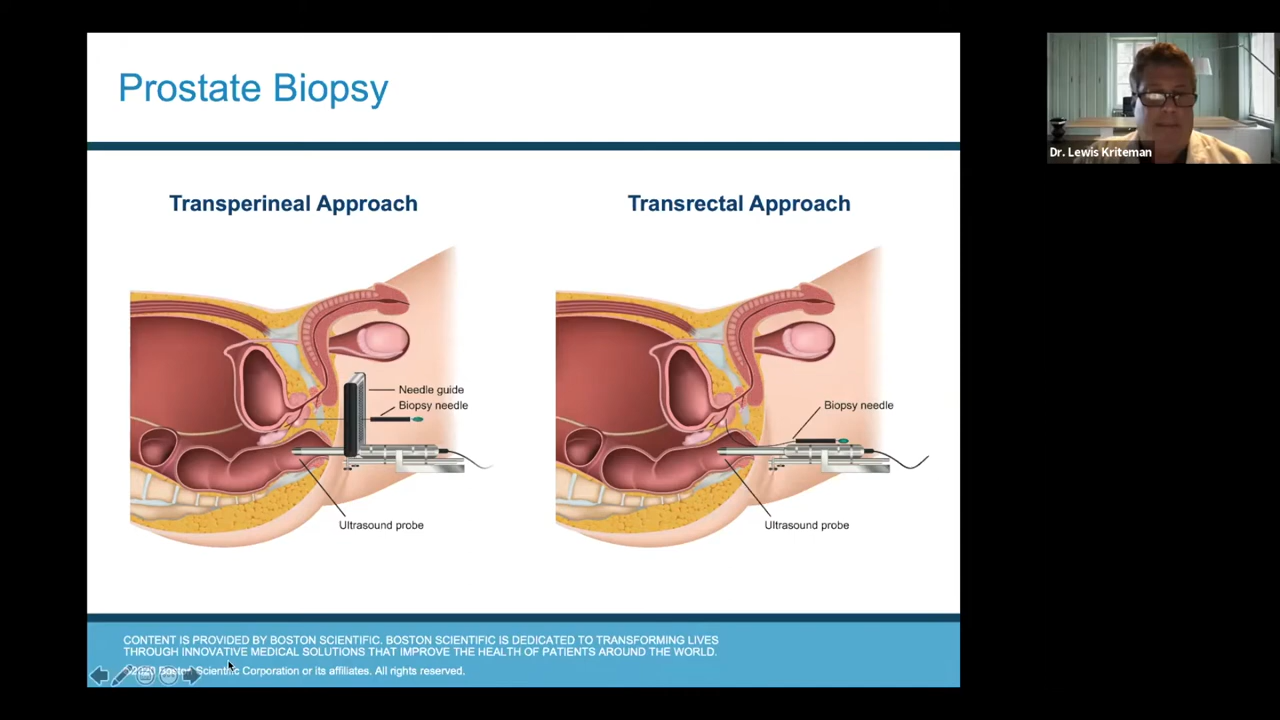 Prostate Biopsy
Dr. Lewis Kriteman
Transperineal Approach
Transrectal Approach
Needle guide
Biopsy needle
Ultrasound probe
Biopsy needle
Ultrasound probe
CONTENT IS PROVIDED BY BOSTON SCIENTIFIC. BOSTON SCIENTIFIC IS DEDICATED TO TRANSFORMING LIVES
THROUGH INNOVATIVE MEDICAL SOLUTIONS THAT IMPROVE THE HEALTH OF PATIENTS AROUND THE WORLD.
©2020 Boston Scientific Corporation or its affiliates. All rights reserved.